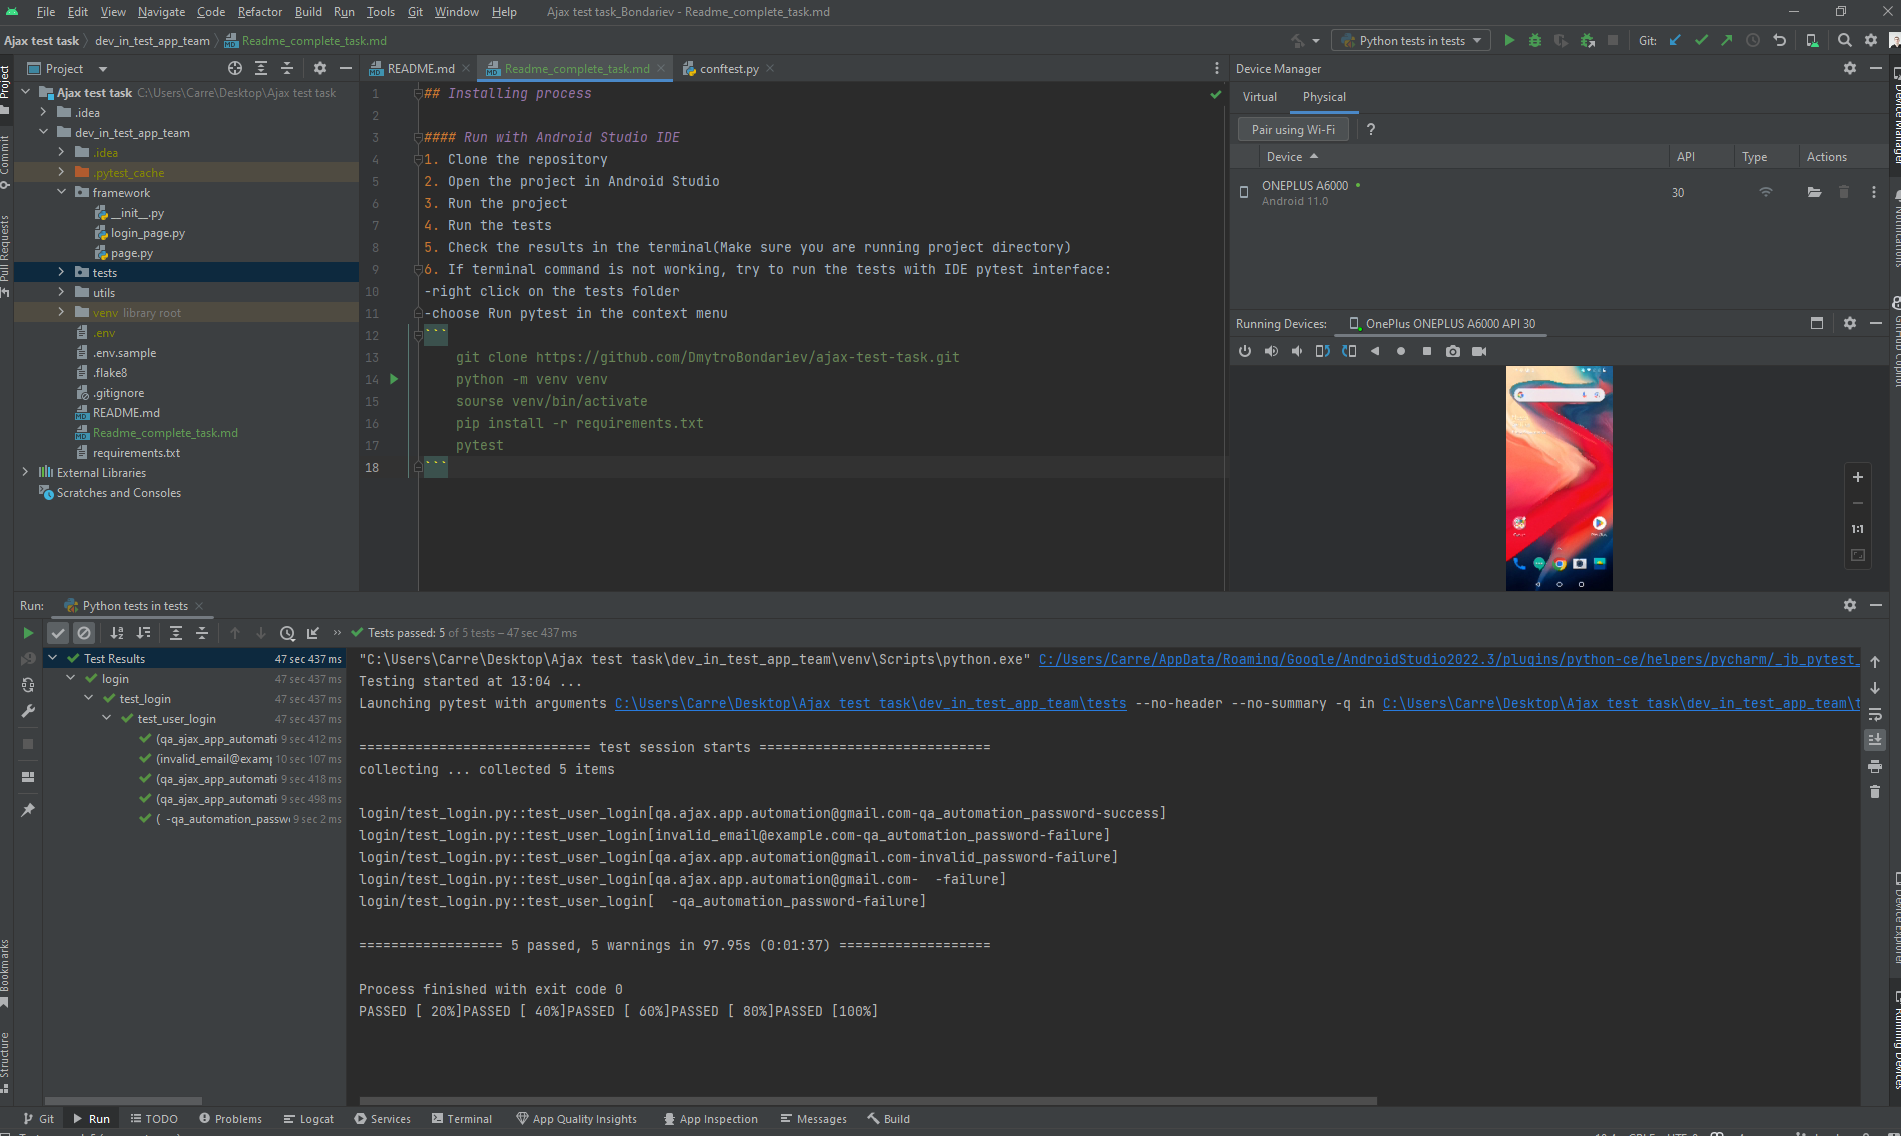 File Edit View Navigate Code Refactor Build Run Tools Git Window Help Ajax test task_Bondariev - Readme_complete_task.md
Ajax test task dev_in_test_app_team Readme_complete_task.md Python tests in tests Git:
Project
README.md Readme_complete_task.md conftest.py
Ajax test task C:\Users\Carre\Desktop\Ajax test task
.idea
dev_in_test_app_team
.idea
.pytest_cache
framework
__init__.py
login_page.py
page.py
tests
utils
venv library root
.env
.env.sample
.flake8
.gitignore
README.md
Readme_complete_task.md
requirements.txt
External Libraries
Scratches and Consoles
1 ## Installing process
2
3 #### Run with Android Studio IDE
4 1. Clone the repository
5 2. Open the project in Android Studio
6 3. Run the project
7 4. Run the tests
8 5. Check the results in the terminal(Make sure you are running project directory)
9 6. If terminal command is not working, try to run the tests with IDE pytest interface:
10 -right click on the tests folder
11 -choose Run pytest in the context menu
12 ```
13 git clone https://github.com/DmytroBondariev/ajax-test-task.git
14 python -m venv venv
15 sourse venv/bin/activate
16 pip install -r requirements.txt
17 pytest
18 ```
Device Manager
Virtual Physical
Pair using Wi-Fi ?
Device API Type Actions
ONEPLUS A6000 30
Android 11.0
Running Devices: OnePlus ONEPLUS A6000 API 30
1:1
Project
Commit
Pull Requests
Bookmarks
Structure
Device Manager
Notifications
GitHub Copilot
Device Explorer
Running Devices
Run: Python tests in tests
Tests passed: 5 of 5 tests – 47 sec 437 ms
Test Results 47 sec 437 ms
login 47 sec 437 ms
test_login 47 sec 437 ms
test_user_login 47 sec 437 ms
(qa_ajax_app_automati 9 sec 412 ms
(invalid_email@examp 10 sec 107 ms
(qa_ajax_app_automati 9 sec 418 ms
(qa_ajax_app_automati 9 sec 498 ms
( -qa_automation_passw 9 sec 2 ms
"C:\Users\Carre\Desktop\Ajax test task\dev_in_test_app_team\venv\Scripts\python.exe" C:/Users/Carre/AppData/Roaming/Google/AndroidStudio2022.3/plugins/python-ce/helpers/pycharm/_jb_pytest_
Testing started at 13:04 ...
Launching pytest with arguments C:\Users\Carre\Desktop\Ajax test task\dev_in_test_app_team\tests --no-header --no-summary -q in C:\Users\Carre\Desktop\Ajax test task\dev_in_test_app_team\t
============================= test session starts =============================
collecting ... collected 5 items
login/test_login.py::test_user_login[qa.ajax.app.automation@gmail.com-qa_automation_password-success]
login/test_login.py::test_user_login[invalid_email@example.com-qa_automation_password-failure]
login/test_login.py::test_user_login[qa.ajax.app.automation@gmail.com-invalid_password-failure]
login/test_login.py::test_user_login[qa.ajax.app.automation@gmail.com-  -failure]
login/test_login.py::test_user_login[  -qa_automation_password-failure]
================== 5 passed, 5 warnings in 97.95s (0:01:37) ===================
Process finished with exit code 0
PASSED [ 20%]PASSED [ 40%]PASSED [ 60%]PASSED [ 80%]PASSED [100%]
Git Run TODO Problems Logcat Services Terminal App Quality Insights App Inspection Messages Build